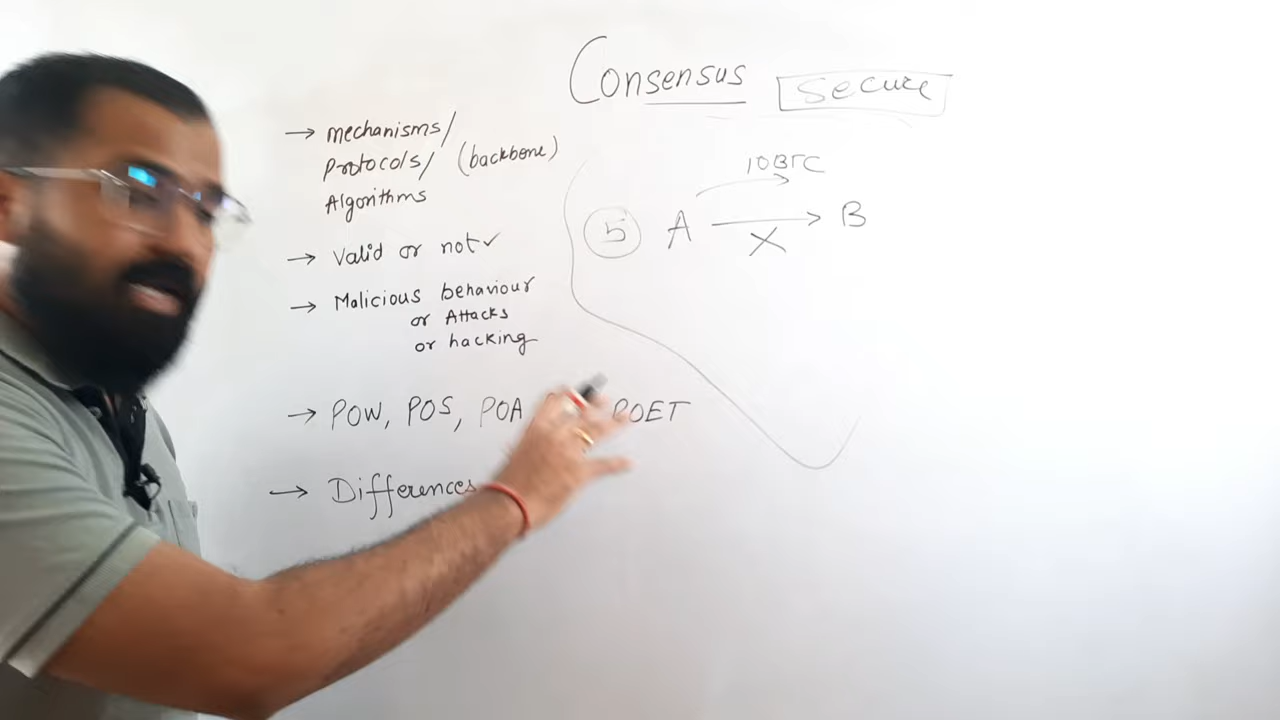 Consensus
Secure
→ Mechanisms/
Protocols/ (backbone)
Algorithms
→ Valid or not ✓
→ Malicious behaviour
or Attacks
or hacking
→ POW, POS, POA, POET
→ Differences
10BTC
5 A → B
X